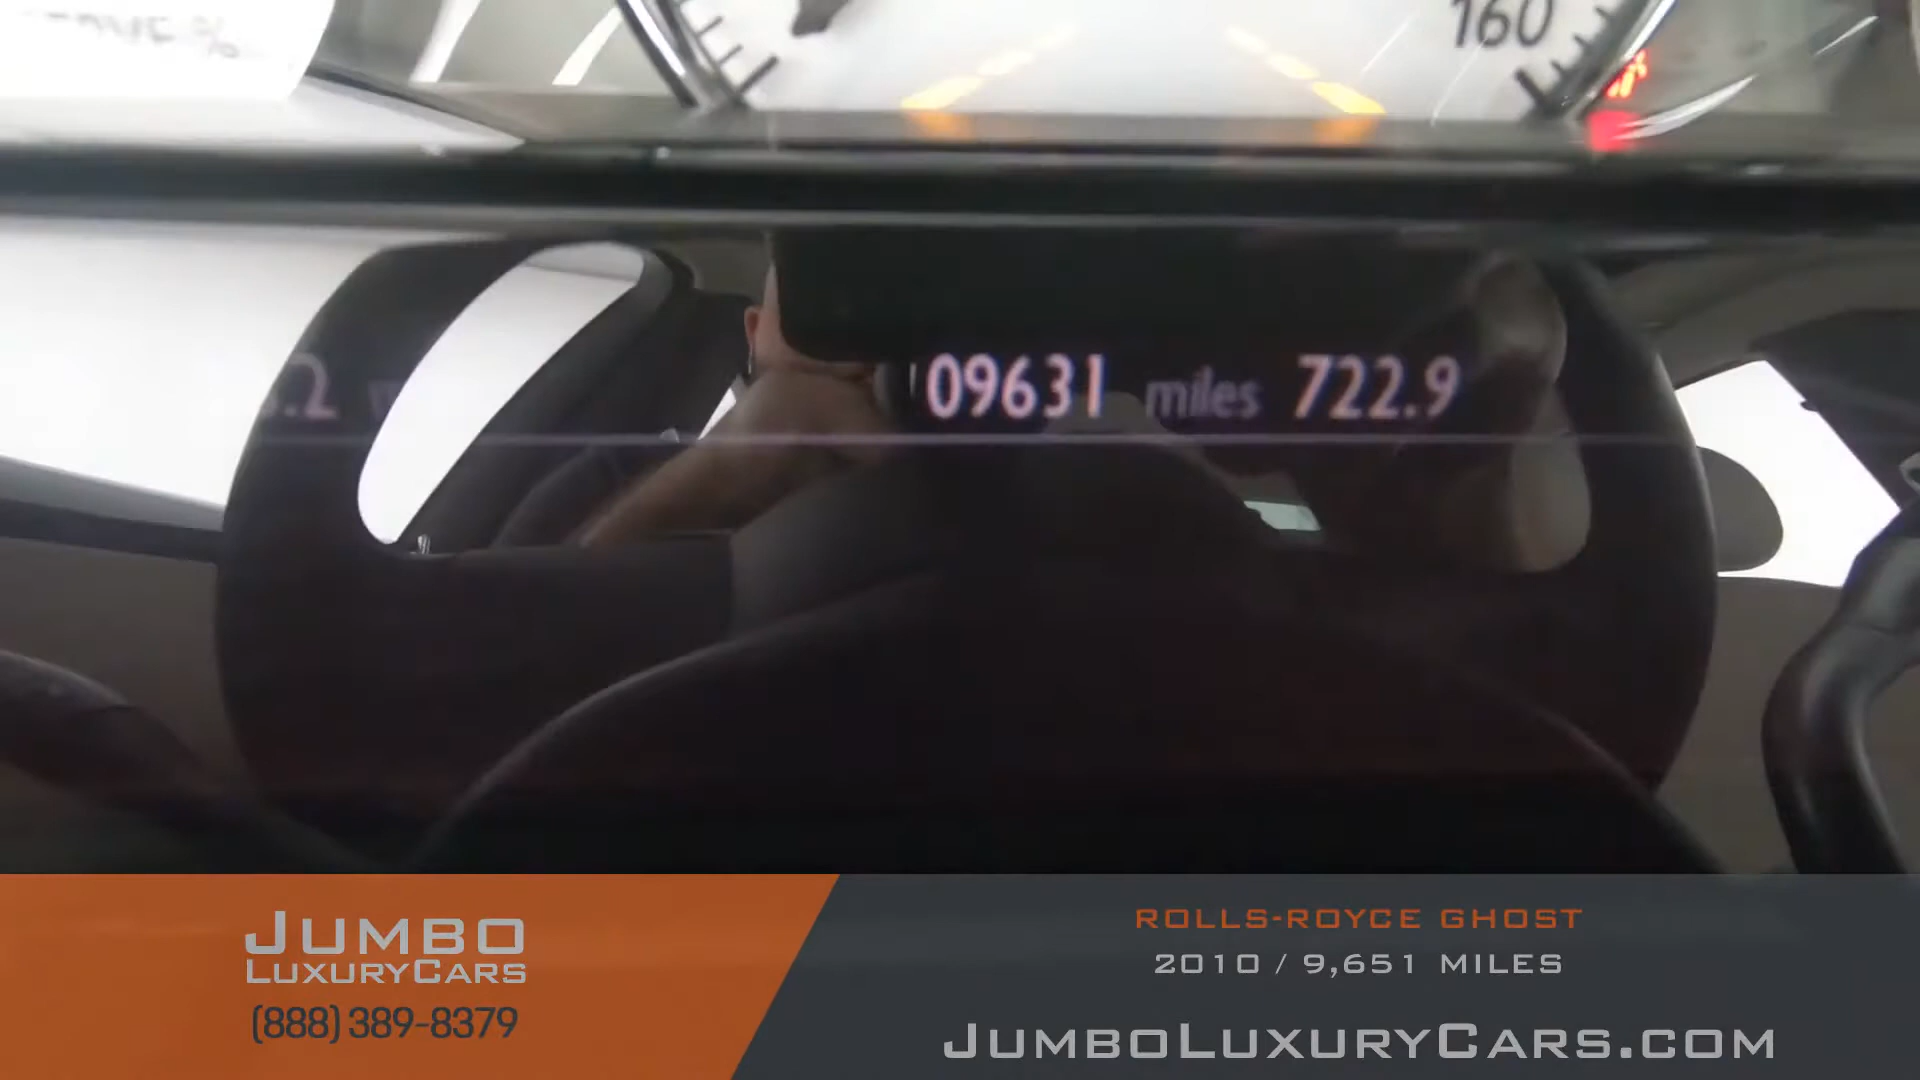 160
.2
09631 miles 722.9
JUMBO
LUXURYCARS
(888) 389-8379
ROLLS-ROYCE GHOST
2010 / 9,651 MILES
JUMBOLUXURYCARS.COM